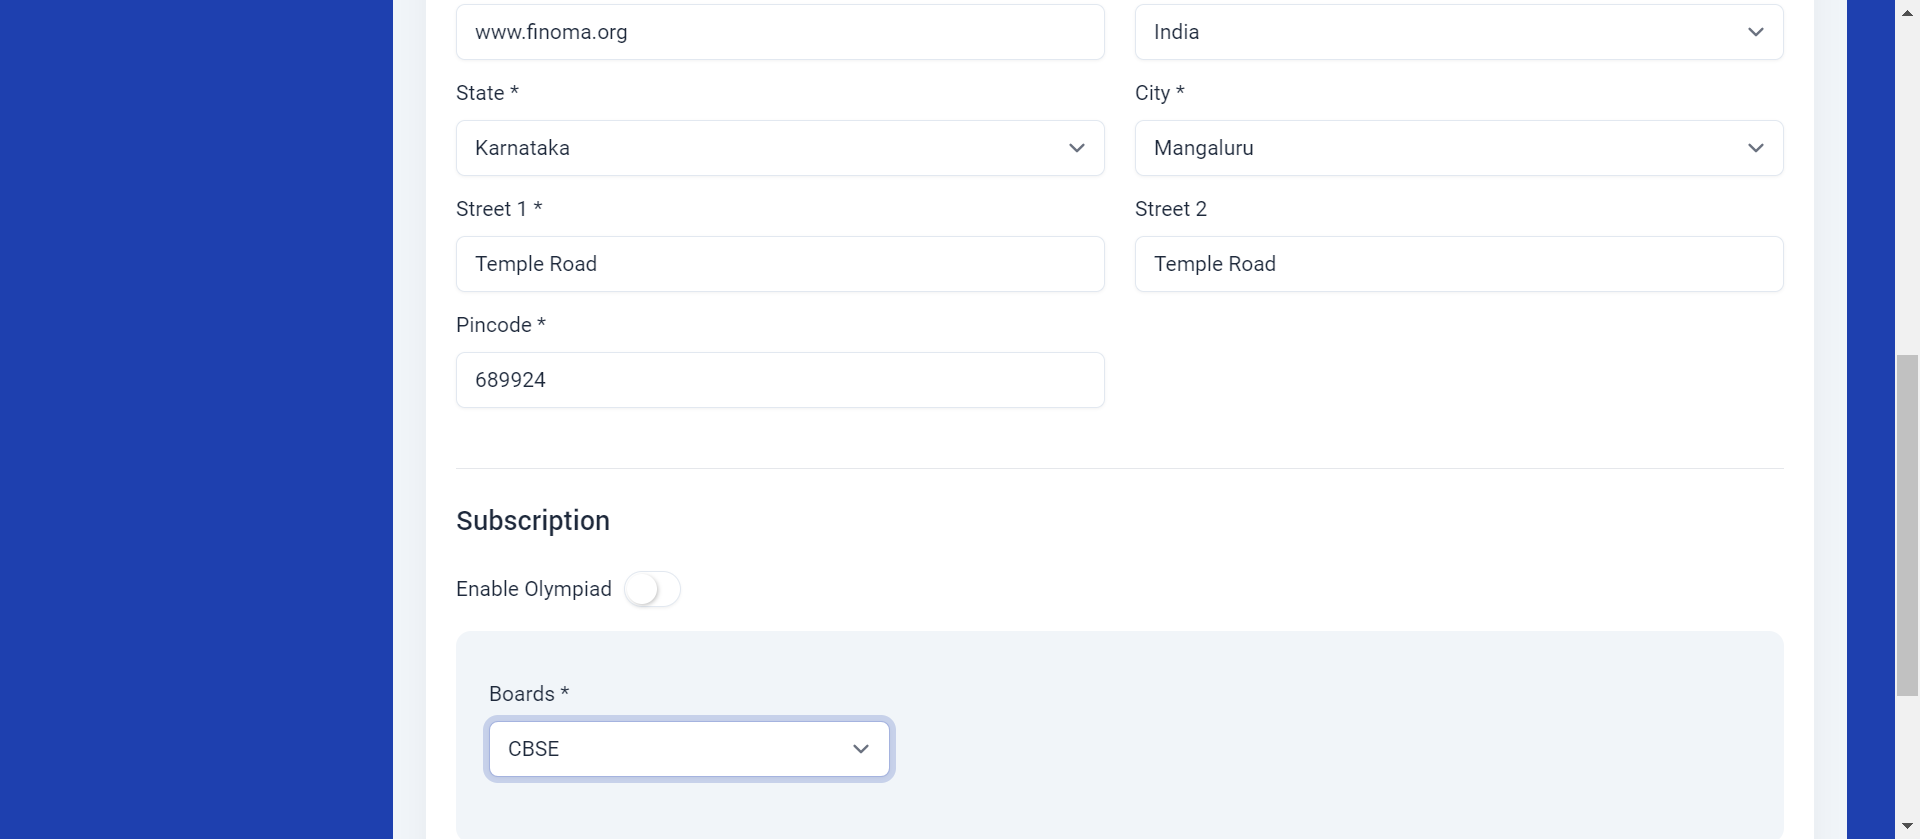 www.finoma.org
India
State *
City *
Karnataka
Mangaluru
Street 1 *
Street 2
Temple Road
Temple Road
Pincode *
689924
Subscription
Enable Olympiad
Boards *
CBSE